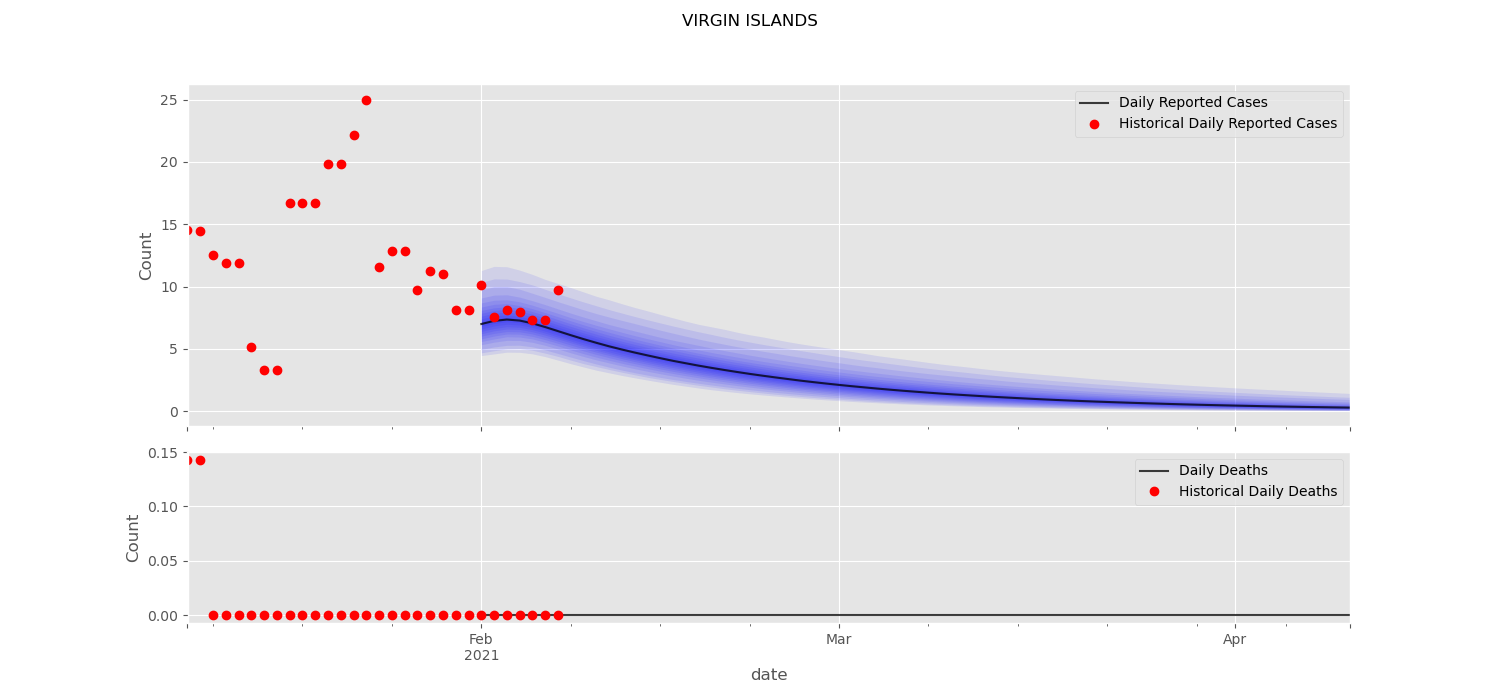 VIRGIN ISLANDS
25
20
15
10
5
0
Count
Daily Reported Cases
Historical Daily Reported Cases
0.15
0.10
0.05
0.00
Count
Daily Deaths
Historical Daily Deaths
Feb
2021
Mar
Apr
date